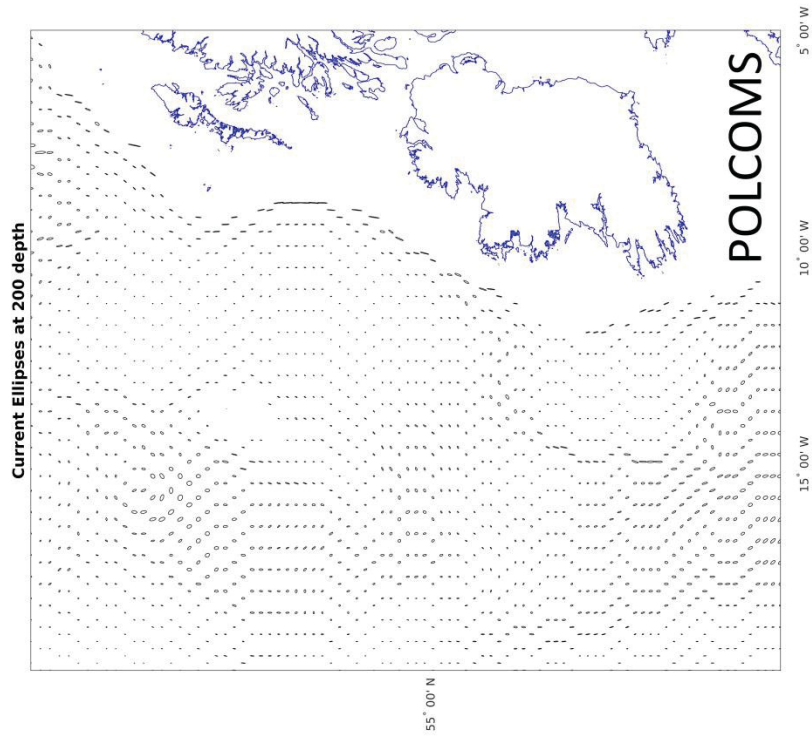 Current Ellipses at 200 depth
POLCOMS
55° 00' N
15° 00' W
10° 00' W
5° 00' W